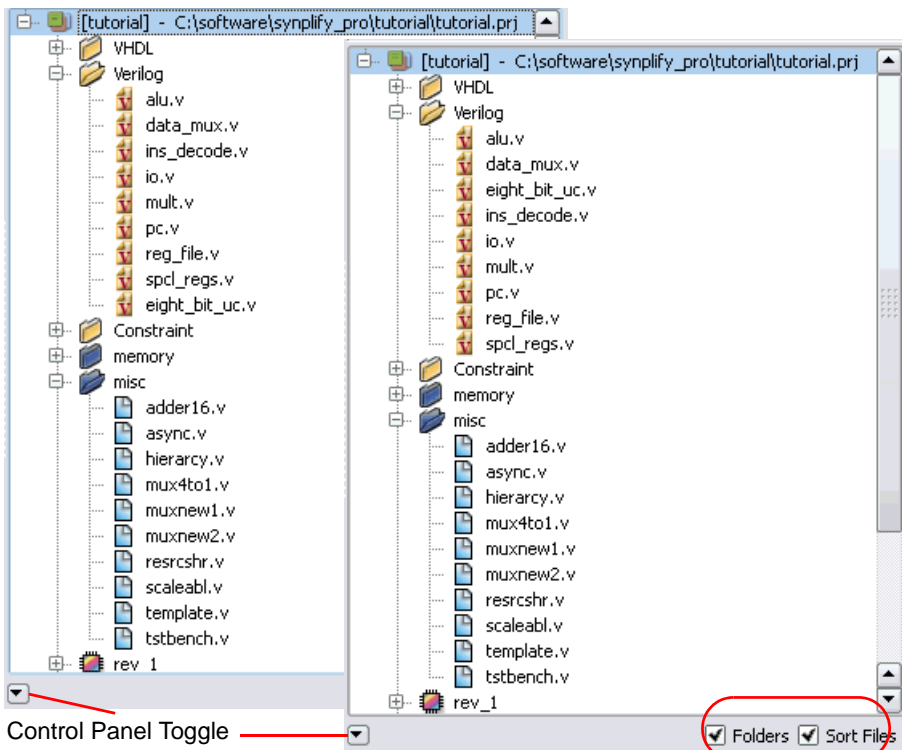 [tutorial] - C:\software\synplify_pro\tutorial\tutorial.prj
VHDL
Verilog
alu.v
data_mux.v
ins_decode.v
io.v
mult.v
pc.v
reg_file.v
spcl_regs.v
eight_bit_uc.v
Constraint
memory
misc
adder16.v
async.v
hierarcy.v
mux4to1.v
muxnew1.v
muxnew2.v
resrcshr.v
scaleabl.v
template.v
tstbench.v
rev_1
Control Panel Toggle
[tutorial] - C:\software\synplify_pro\tutorial\tutorial.prj
VHDL
Verilog
alu.v
data_mux.v
eight_bit_uc.v
ins_decode.v
io.v
mult.v
pc.v
reg_file.v
spcl_regs.v
Constraint
memory
misc
adder16.v
async.v
hierarcy.v
mux4to1.v
muxnew1.v
muxnew2.v
resrcshr.v
scaleabl.v
template.v
tstbench.v
rev_1
Folders Sort Files